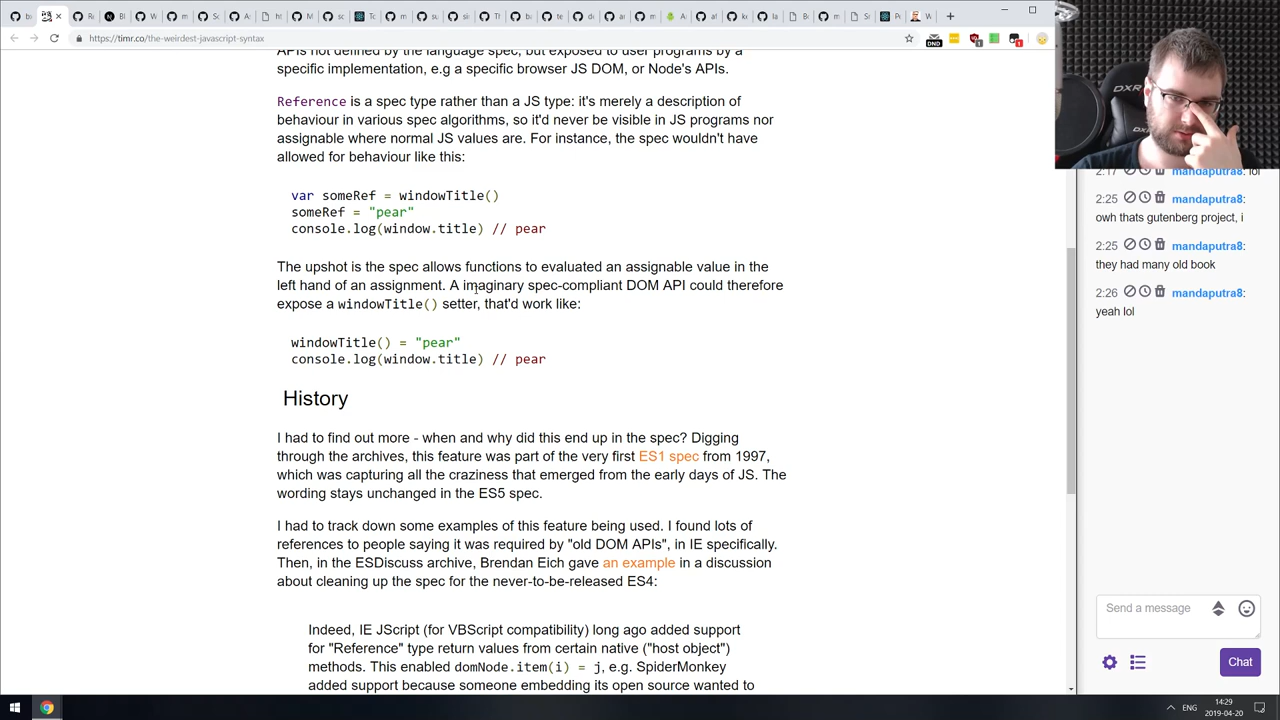 https://timr.co/the-weirdest-javascript-syntax
DND
APIs not defined by the language spec, but exposed to user programs by a
specific implementation, e.g a specific browser JS DOM, or Node's APIs.
Reference is a spec type rather than a JS type: it's merely a description of
behaviour in various spec algorithms, so it'd never be visible in JS programs nor
assignable where normal JS values are. For instance, the spec wouldn't have
allowed for behaviour like this:
var someRef = windowTitle()
someRef = "pear"
console.log(window.title) // pear
The upshot is the spec allows functions to evaluated an assignable value in the
left hand of an assignment. A imaginary spec-compliant DOM API could therefore
expose a windowTitle() setter, that'd work like:
windowTitle() = "pear"
console.log(window.title) // pear
History
I had to find out more - when and why did this end up in the spec? Digging
through the archives, this feature was part of the very first ES1 spec from 1997,
which was capturing all the craziness that emerged from the early days of JS. The
wording stays unchanged in the ES5 spec.
I had to track down some examples of this feature being used. I found lots of
references to people saying it was required by "old DOM APIs", in IE specifically.
Then, in the ESDiscuss archive, Brendan Eich gave an example in a discussion
about cleaning up the spec for the never-to-be-released ES4:
Indeed, IE JScript (for VBScript compatibility) long ago added support
for "Reference" type return values from certain native ("host object")
methods. This enabled domNode.item(i) = j, e.g. SpiderMonkey
added support because someone embedding its open source wanted to
DXR
2:17 mandaputra8: lol
2:25 mandaputra8:
owh thats gutenberg project, i
2:25 mandaputra8:
they had many old book
2:26 mandaputra8:
yeah lol
Send a message
Chat
ENG
14:29
2019-04-20